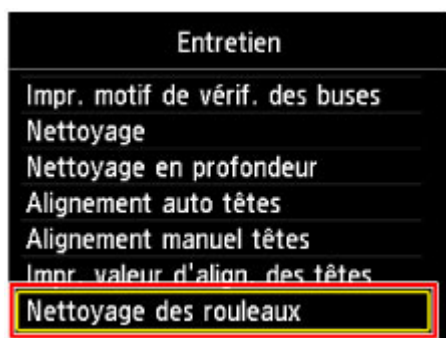 Entretien
Impr. motif de vérif. des buses
Nettoyage
Nettoyage en profondeur
Alignement auto têtes
Alignement manuel têtes
Impr. valeur d'align. des têtes
Nettoyage des rouleaux